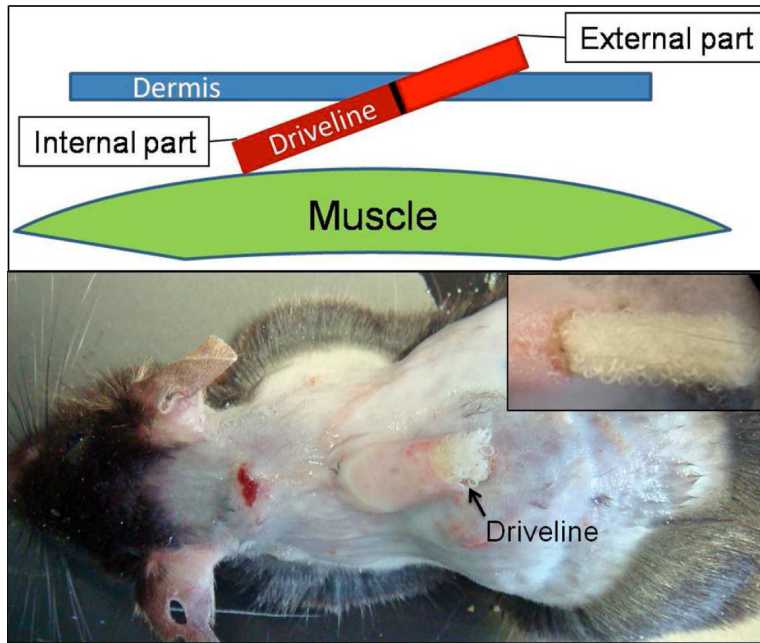 External part
Dermis
Driveline
Internal part
Muscle
Driveline